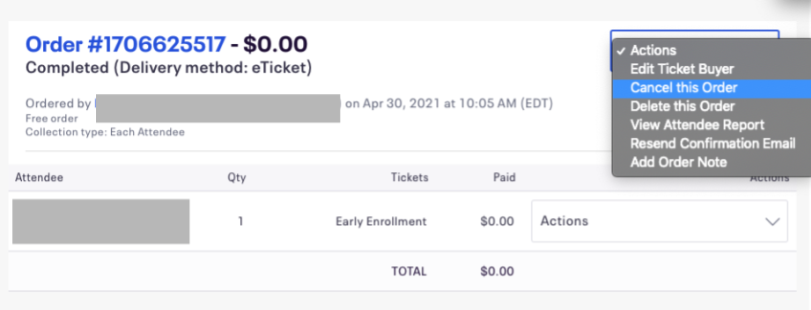 Order #1706625517 - $0.00
Completed (Delivery method: eTicket)
Ordered by on Apr 30, 2021 at 10:05 AM (EDT)
Free order
Collection type: Each Attendee
✓ Actions
Edit Ticket Buyer
Cancel this Order
Delete this Order
View Attendee Report
Resend Confirmation Email
Add Order Note
Attendee Qty Tickets Paid Actions
1 Early Enrollment $0.00 Actions
TOTAL $0.00